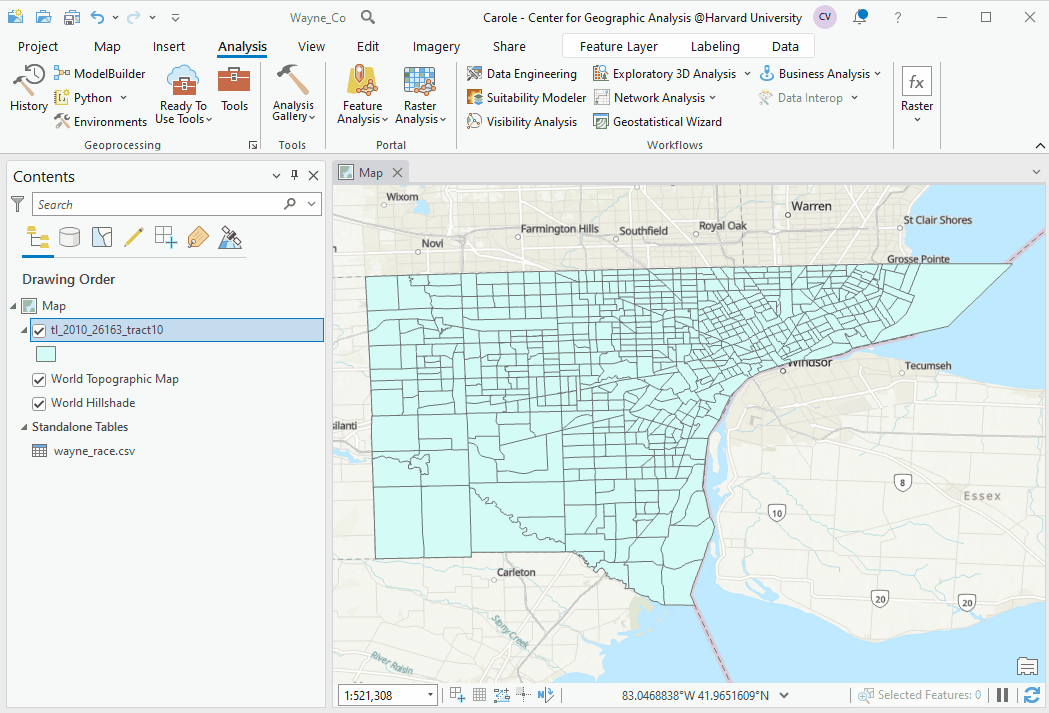 Wayne_Co
Carole - Center for Geographic Analysis @Harvard University
CV
?
Project
Map
Insert
Analysis
View
Edit
Imagery
Share
Feature Layer
Labeling
Data
History
ModelBuilder
Python
Environments
Ready To
Use Tools
Tools
Geoprocessing
Analysis
Gallery
Tools
Feature
Analysis
Raster
Analysis
Portal
Data Engineering
Suitability Modeler
Visibility Analysis
Exploratory 3D Analysis
Network Analysis
Geostatistical Wizard
Business Analysis
Data Interop
Workflows
fx
Raster
Contents
Search
Drawing Order
Map
tl_2010_26163_tract10
World Topographic Map
World Hillshade
Standalone Tables
wayne_race.csv
Map
Wixom
Warren
Farmington Hills
Southfield
Royal Oak
St Clair Shores
Novi
Grosse Pointe
Windsor
Tecumseh
silanti
8
Essex
10
Carleton
20
20
Stony Creek
River Raisin
1:521,308
83.0468838°W 41.9651609°N
Selected Features: 0